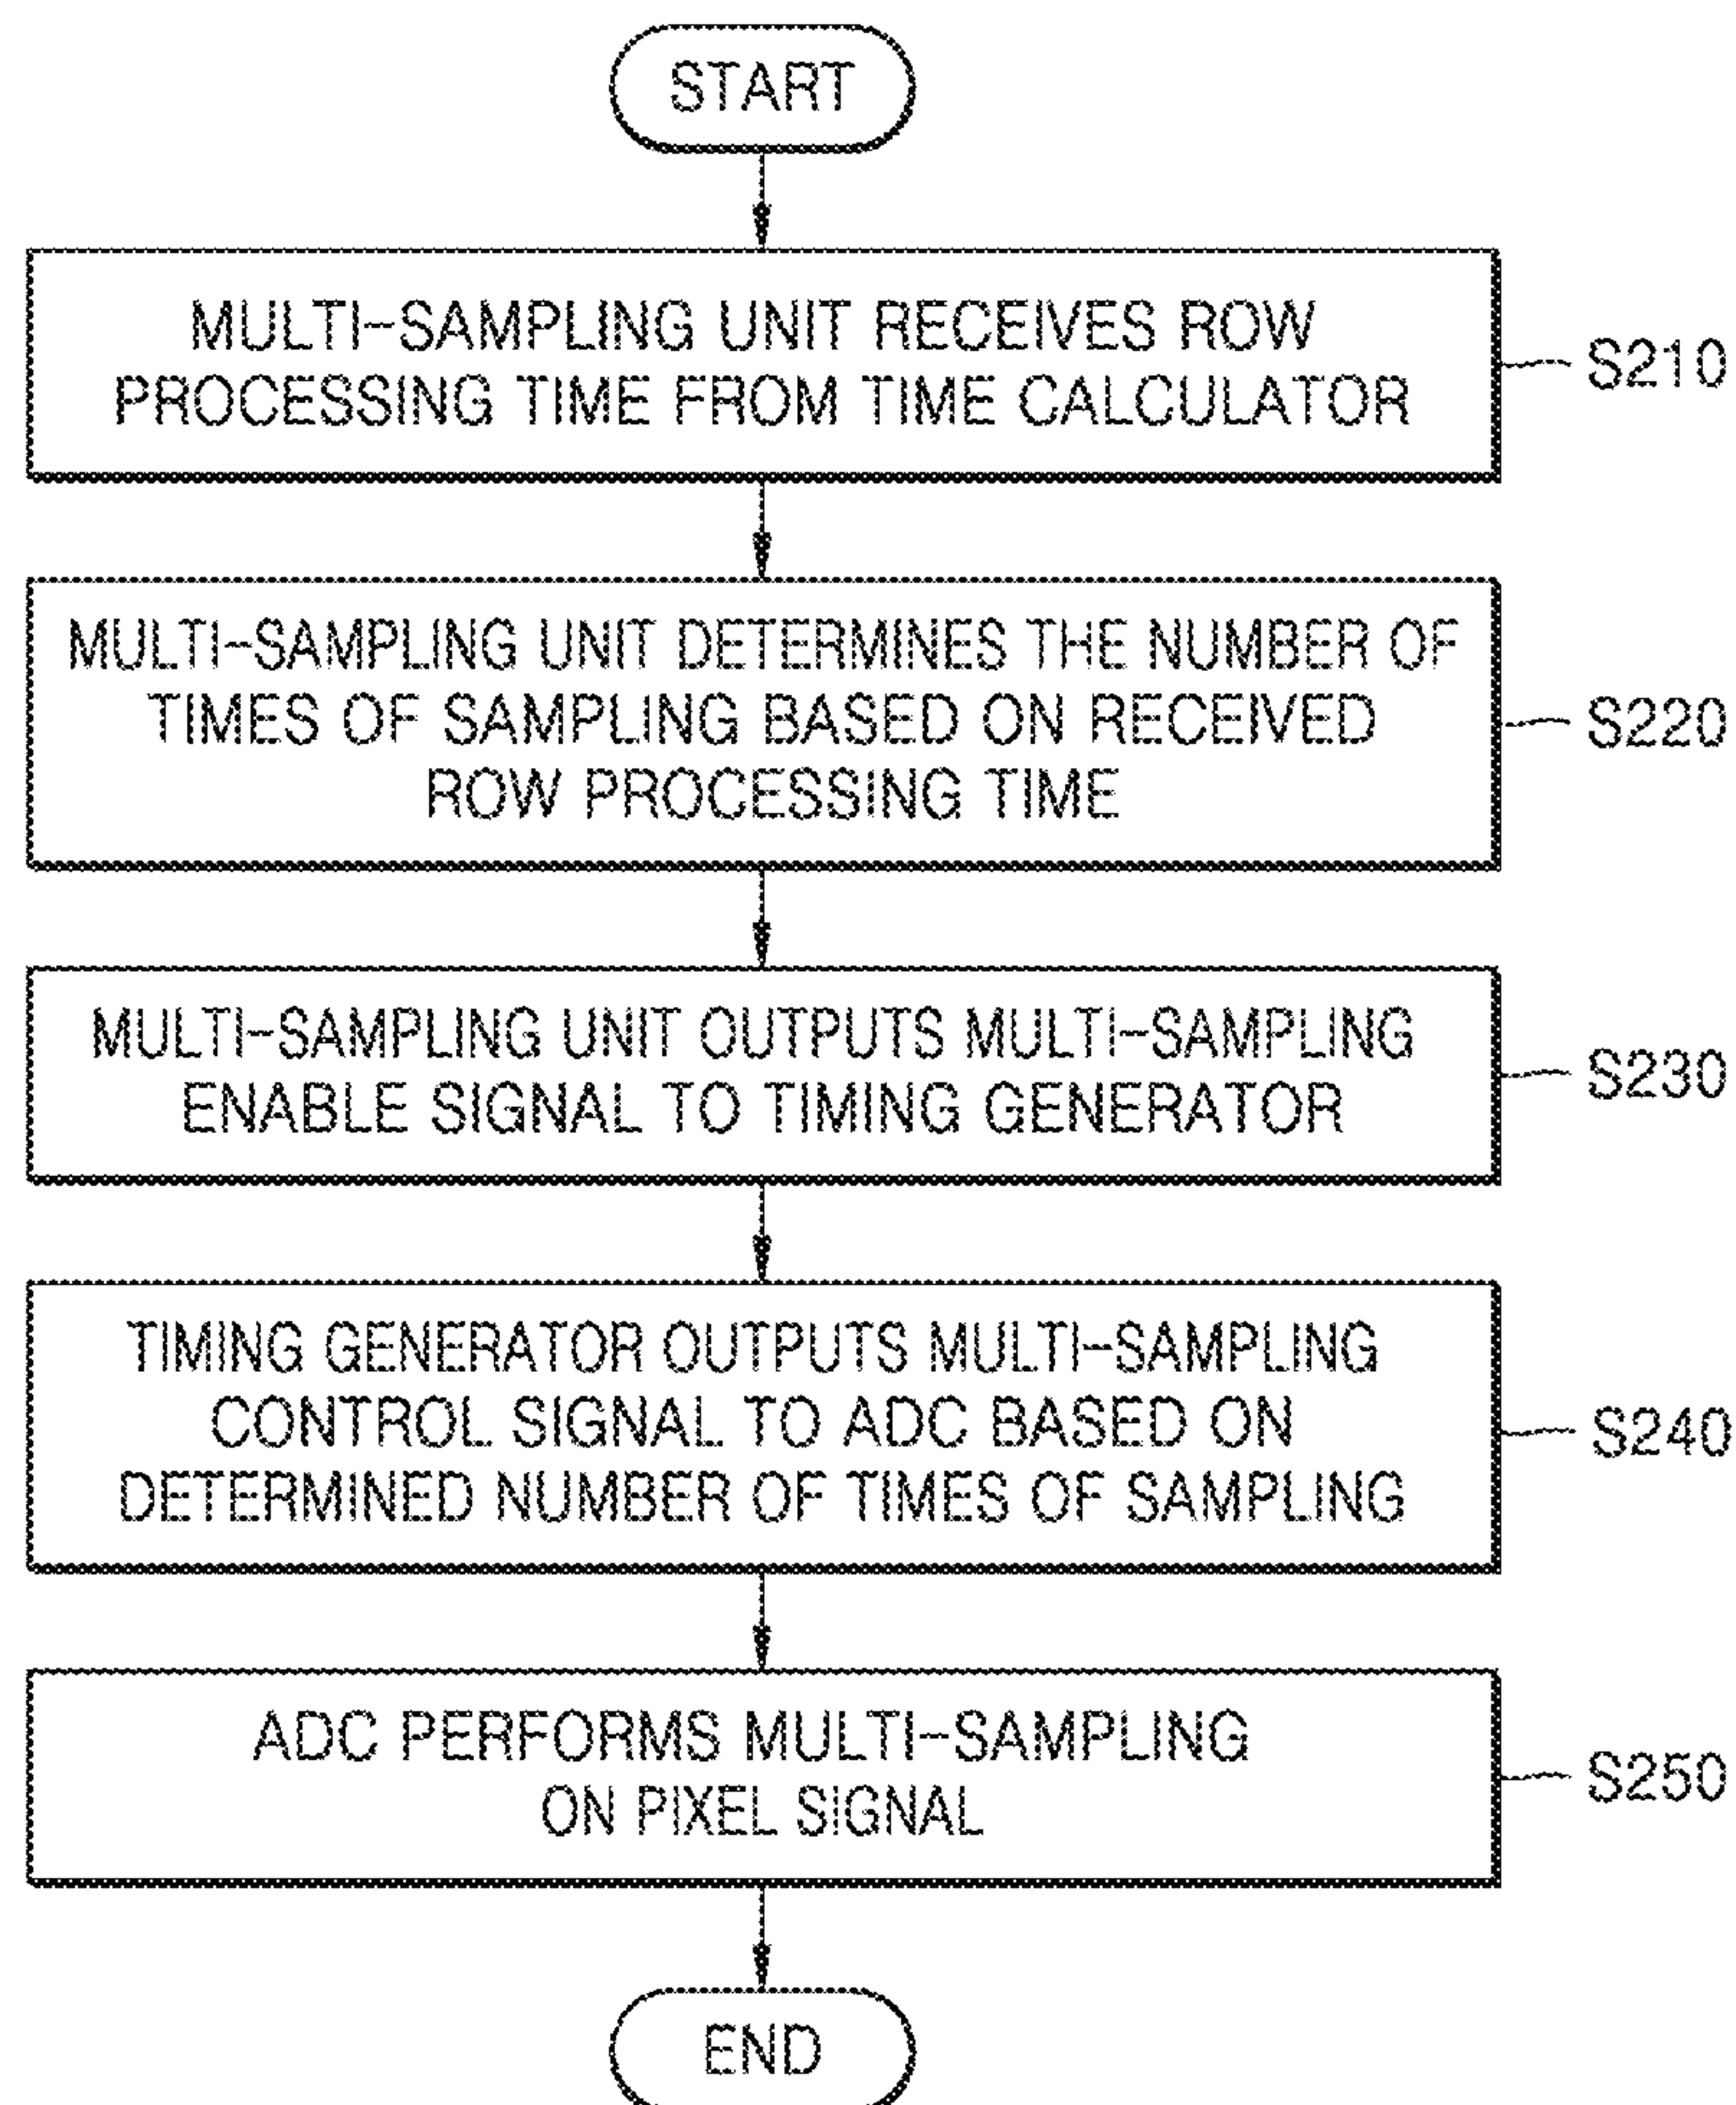 START
MULTI-SAMPLING UNIT RECEIVES ROW
PROCESSING TIME FROM TIME CALCULATOR
S210
MULTI-SAMPLING UNIT DETERMINES THE NUMBER OF
TIMES OF SAMPLING BASED ON RECEIVED
ROW PROCESSING TIME
S220
MULTI-SAMPLING UNIT OUTPUTS MULTI-SAMPLING
ENABLE SIGNAL TO TIMING GENERATOR
S230
TIMING GENERATOR OUTPUTS MULTI-SAMPLING
CONTROL SIGNAL TO ADC BASED ON
DETERMINED NUMBER OF TIMES OF SAMPLING
S240
ADC PERFORMS MULTI-SAMPLING
ON PIXEL SIGNAL
S250
END